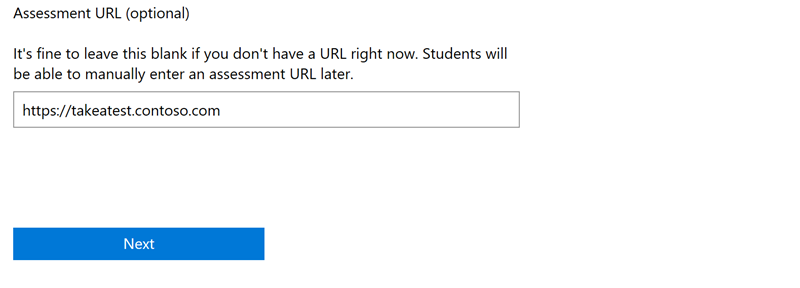 Assessment URL (optional)
It's fine to leave this blank if you don't have a URL right now. Students will
be able to manually enter an assessment URL later.
https://takeatest.contoso.com
Next